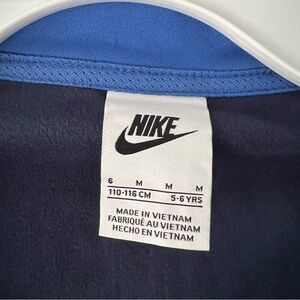 NIKE
6 M M M
110-116 CM 5-6 YRS
MADE IN VIETNAM
FABRIQUÉ AU VIETNAM
HECHO EN VIETNAM